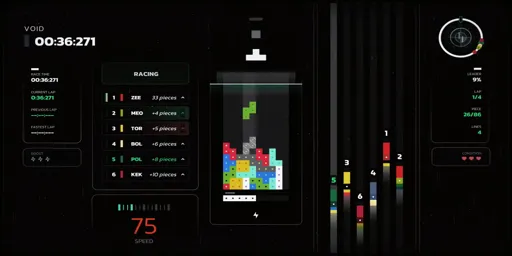 VOID
00:36:271
RACE TIME
00:36:271
CURRENT LAP
0:36:271
PREVIOUS LAP
--:--:---
FASTEST LAP
--:--:---
BOOST
RACING
1 ZEE 33 pieces
2 MEO +4 pieces
3 TOR +5 pieces
4 BOL +6 pieces
5 POL +8 pieces
6 KEK +10 pieces
75
SPEED
1
2
3
4
5
6
LEADER
9%
LAP
1/4
PIECE
26/86
LINES
4
CONDITION